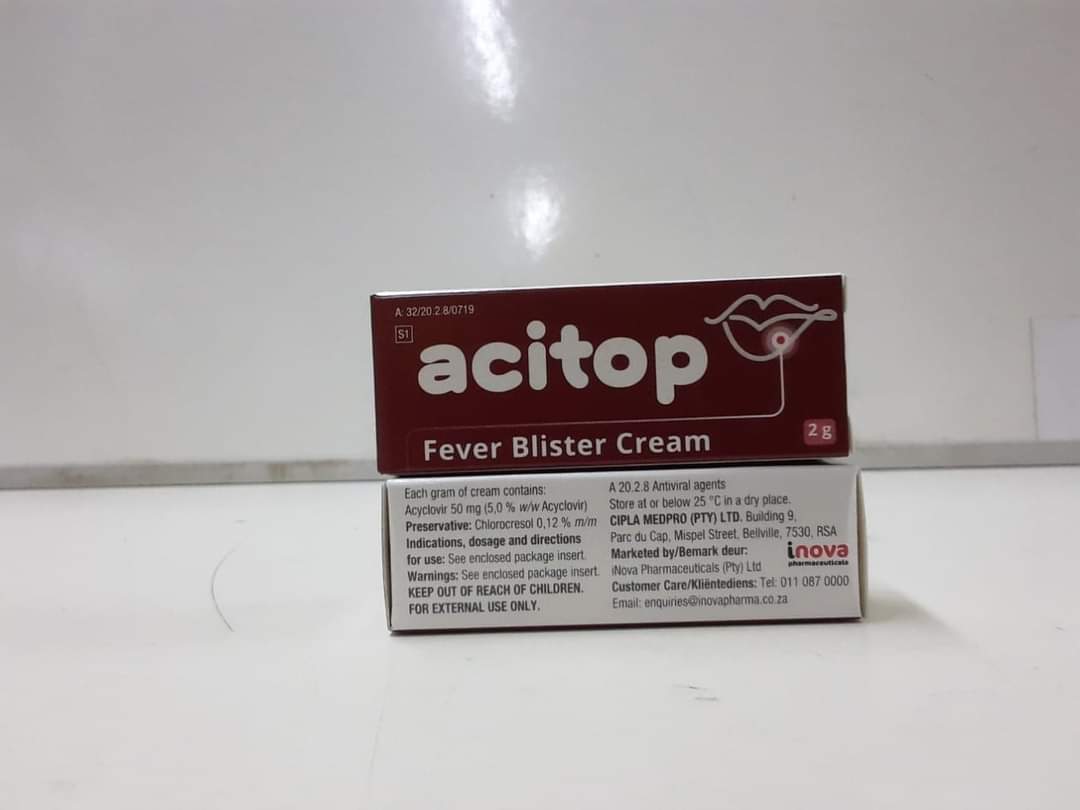 A: 32/20.2.8/0719
S1
acitop
Fever Blister Cream
2 g
Each gram of cream contains:
Acyclovir 50 mg (5,0 % w/w Acyclovir)
Preservative: Chlorocresol 0,12 % m/m
Indications, dosage and directions
for use: See enclosed package insert.
Warnings: See enclosed package insert.
KEEP OUT OF REACH OF CHILDREN.
FOR EXTERNAL USE ONLY.
A 20.2.8 Antiviral agents
Store at or below 25 °C in a dry place.
CIPLA MEDPRO (PTY) LTD. Building 9,
Parc du Cap, Mispel Street, Bellville, 7530, RSA
Marketed by/Bemark deur:
iNova Pharmaceuticals (Pty) Ltd
Customer Care/Kliëntediens: Tel: 011 087 0000
Email: enquiries@inovapharma.co.za
inova
pharmaceuticals